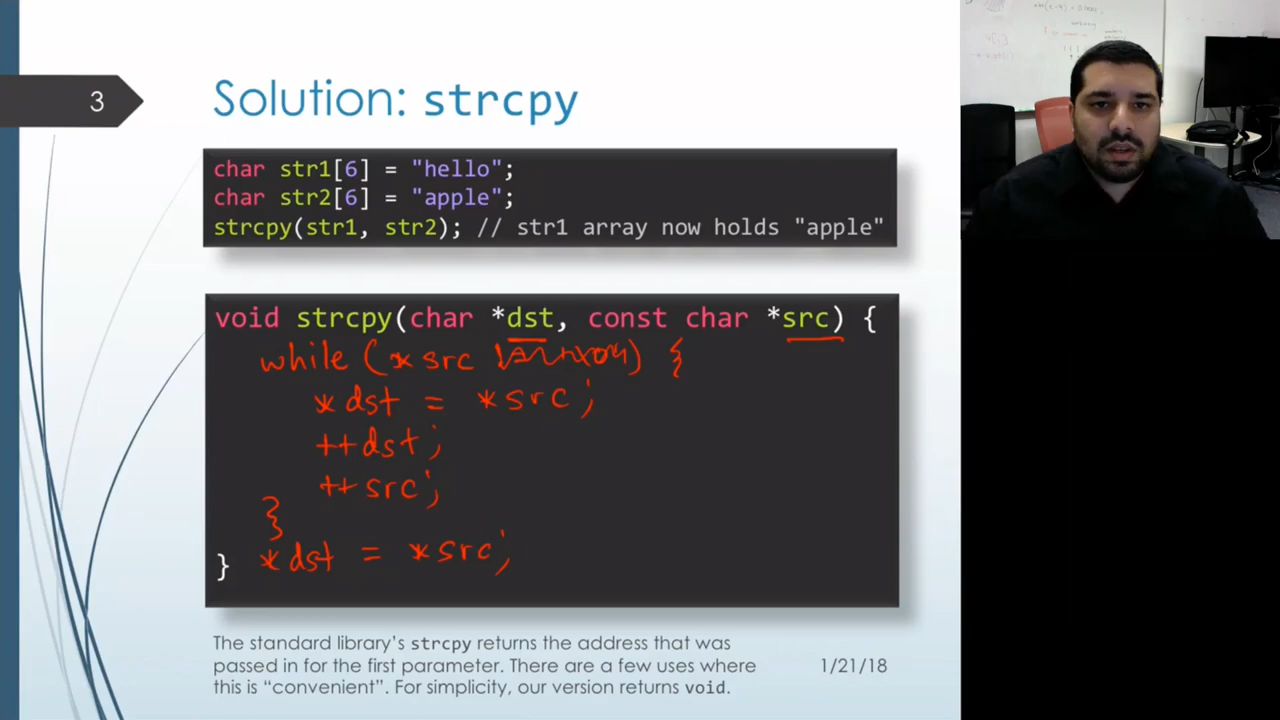 3
Solution: strcpy
char str1[6] = "hello";
char str2[6] = "apple";
strcpy(str1, str2); // str1 array now holds "apple"
void strcpy(char *dst, const char *src) {
while (*src ) {
*dst = *src;
++dst;
++src;
}
*dst = *src;
}
The standard library's strcpy returns the address that was
passed in for the first parameter. There are a few uses where
this is "convenient". For simplicity, our version returns void.
1/21/18